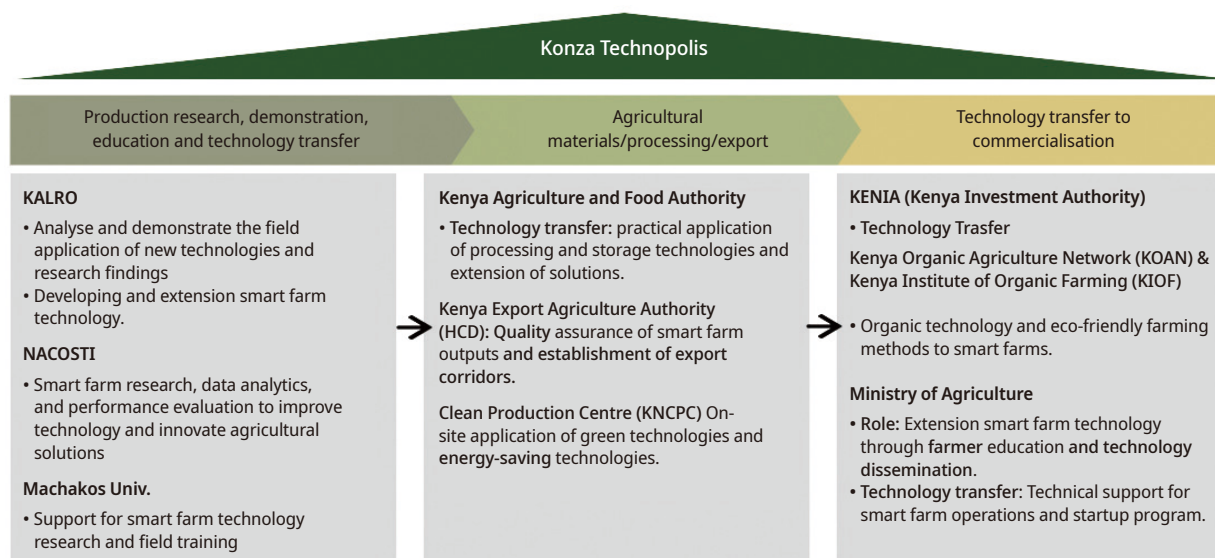 Konza Technopolis
Production research, demonstration,
education and technology transfer
Agricultural
materials/processing/export
Technology transfer to
commercialisation
KALRO
• Analyse and demonstrate the field
application of new technologies and
research findings
• Developing and extension smart farm
technology.
NACOSTI
• Smart farm research, data analytics,
and performance evaluation to improve
technology and innovate agricultural
solutions
Machakos Univ.
• Support for smart farm technology
research and field training
Kenya Agriculture and Food Authority
• Technology transfer: practical application
of processing and storage technologies and
extension of solutions.
Kenya Export Agriculture Authority
(HCD): Quality assurance of smart farm
outputs and establishment of export
corridors.
Clean Production Centre (KNCPC) On-
site application of green technologies and
energy-saving technologies.
KENIA (Kenya Investment Authority)
• Technology Trasfer
Kenya Organic Agriculture Network (KOAN) &
Kenya Institute of Organic Farming (KIOF)
• Organic technology and eco-friendly farming
methods to smart farms.
Ministry of Agriculture
• Role: Extension smart farm technology
through farmer education and technology
dissemination.
• Technology transfer: Technical support for
smart farm operations and startup program.